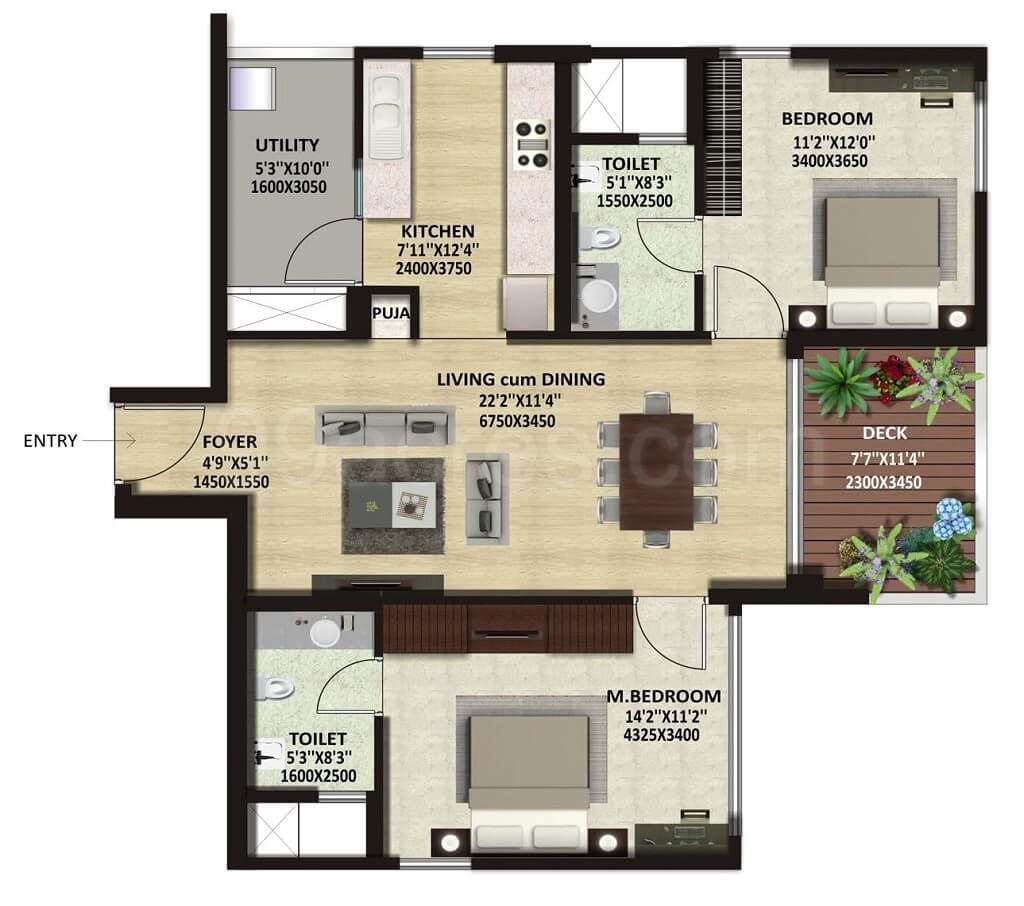 UTILITY
5'3''X10'0''
1600X3050
KITCHEN
7'11''X12'4''
2400X3750
PUJA
TOILET
5'1''X8'3''
1550X2500
BEDROOM
11'2''X12'0''
3400X3650
LIVING cum DINING
22'2''X11'4''
6750X3450
ENTRY
FOYER
4'9''X5'1''
1450X1550
DECK
7'7''X11'4''
2300X3450
M.BEDROOM
14'2''X11'2''
4325X3400
TOILET
5'3''X8'3''
1600X2500